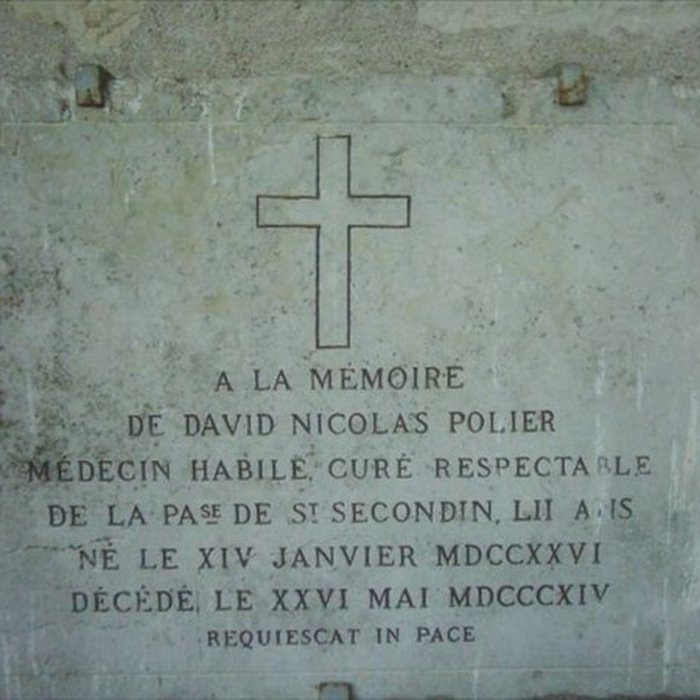 A LA MÉMOIRE
DE DAVID NICOLAS POLIER
MÉDECIN HABILE, CURÉ RESPECTABLE
DE LA PASE DE ST SECONDIN, LII ANS
NÉ LE XIV JANVIER MDCCXXVI
DÉCÉDÉ LE XXVI MAI MDCCCXIV
REQUIESCAT IN PACE